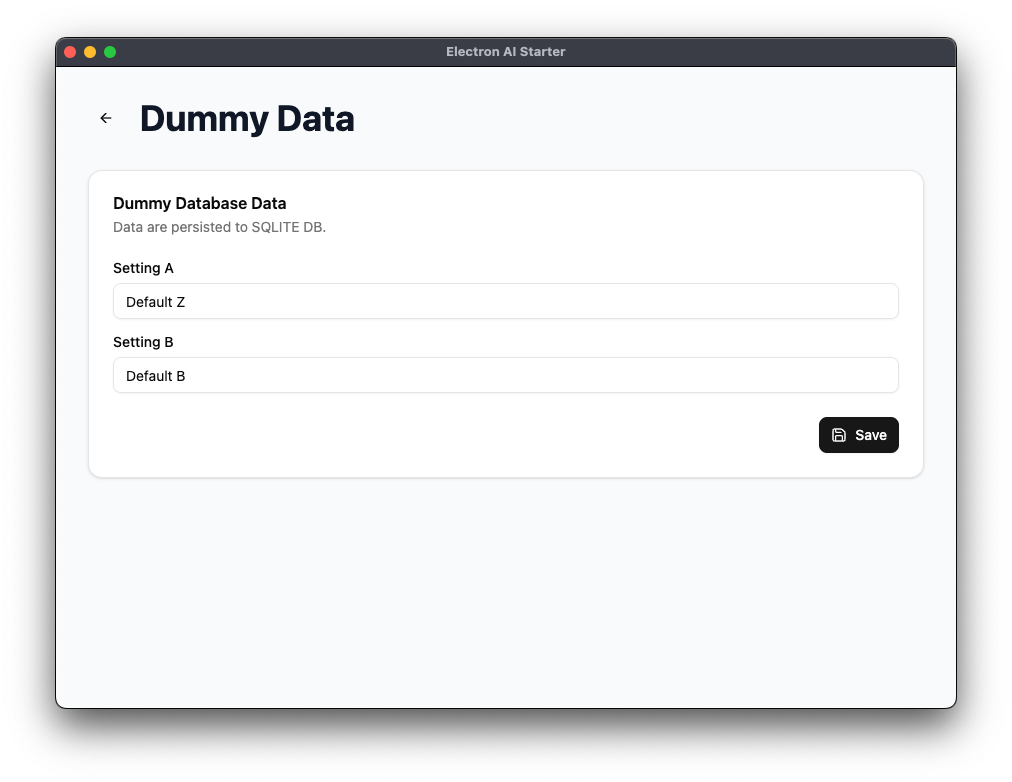 Electron AI Starter
Dummy Data
Dummy Database Data
Data are persisted to SQLITE DB.
Setting A
Default Z
Setting B
Default B
Save